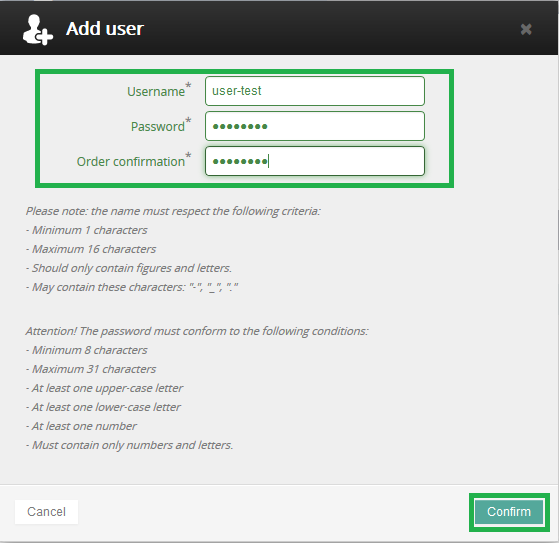 Add user
Username*
user-test
Password*
●●●●●●●●
Order confirmation*
●●●●●●●●
Please note: the name must respect the following criteria:
- Minimum 1 characters
- Maximum 16 characters
- Should only contain figures and letters.
- May contain these characters: "-", "_", "."
Attention! The password must conform to the following conditions:
- Minimum 8 characters
- Maximum 31 characters
- At least one upper-case letter
- At least one lower-case letter
- At least one number
- Must contain only numbers and letters.
Cancel
Confirm